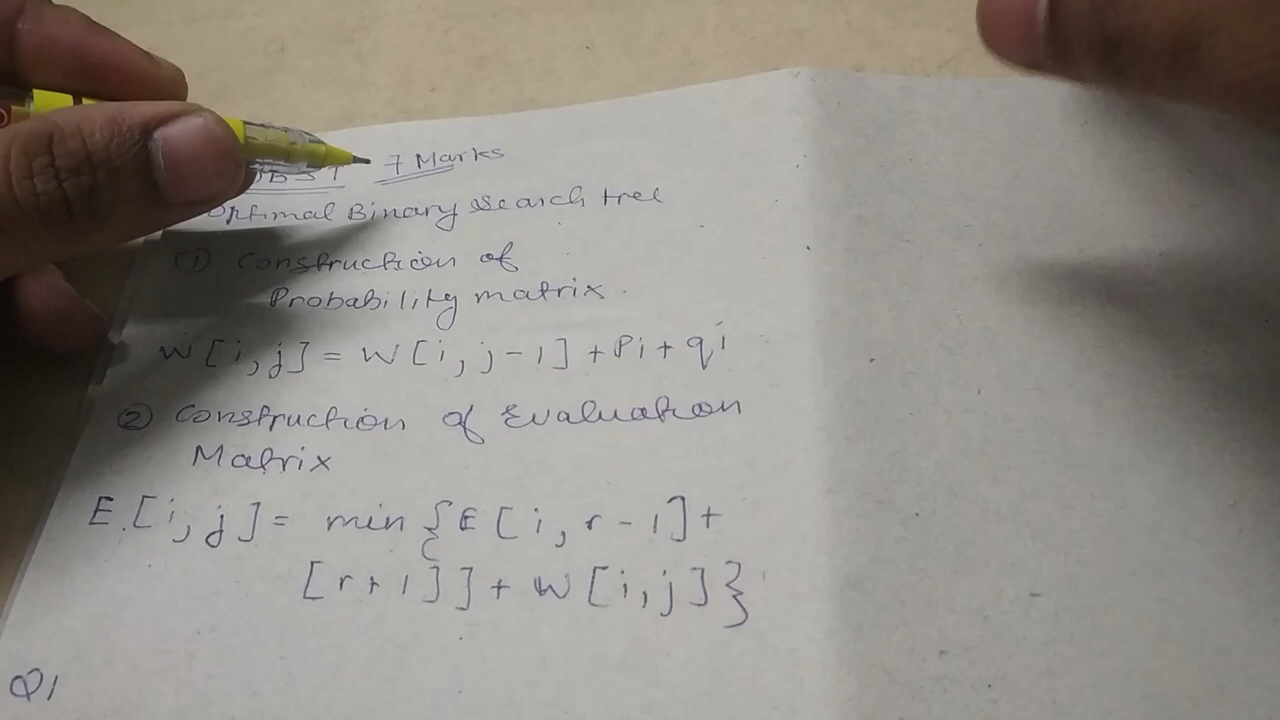 OBST 7 Marks
Optimal Binary Search tree
① Construction of
Probability matrix.
W[i,j] = W[i, j-1] + Pi + qi
② Construction of Evaluation
Matrix
E.[i,j] = min {E[i, r-1] +
[r+1]] + W[i,j]}
Q1